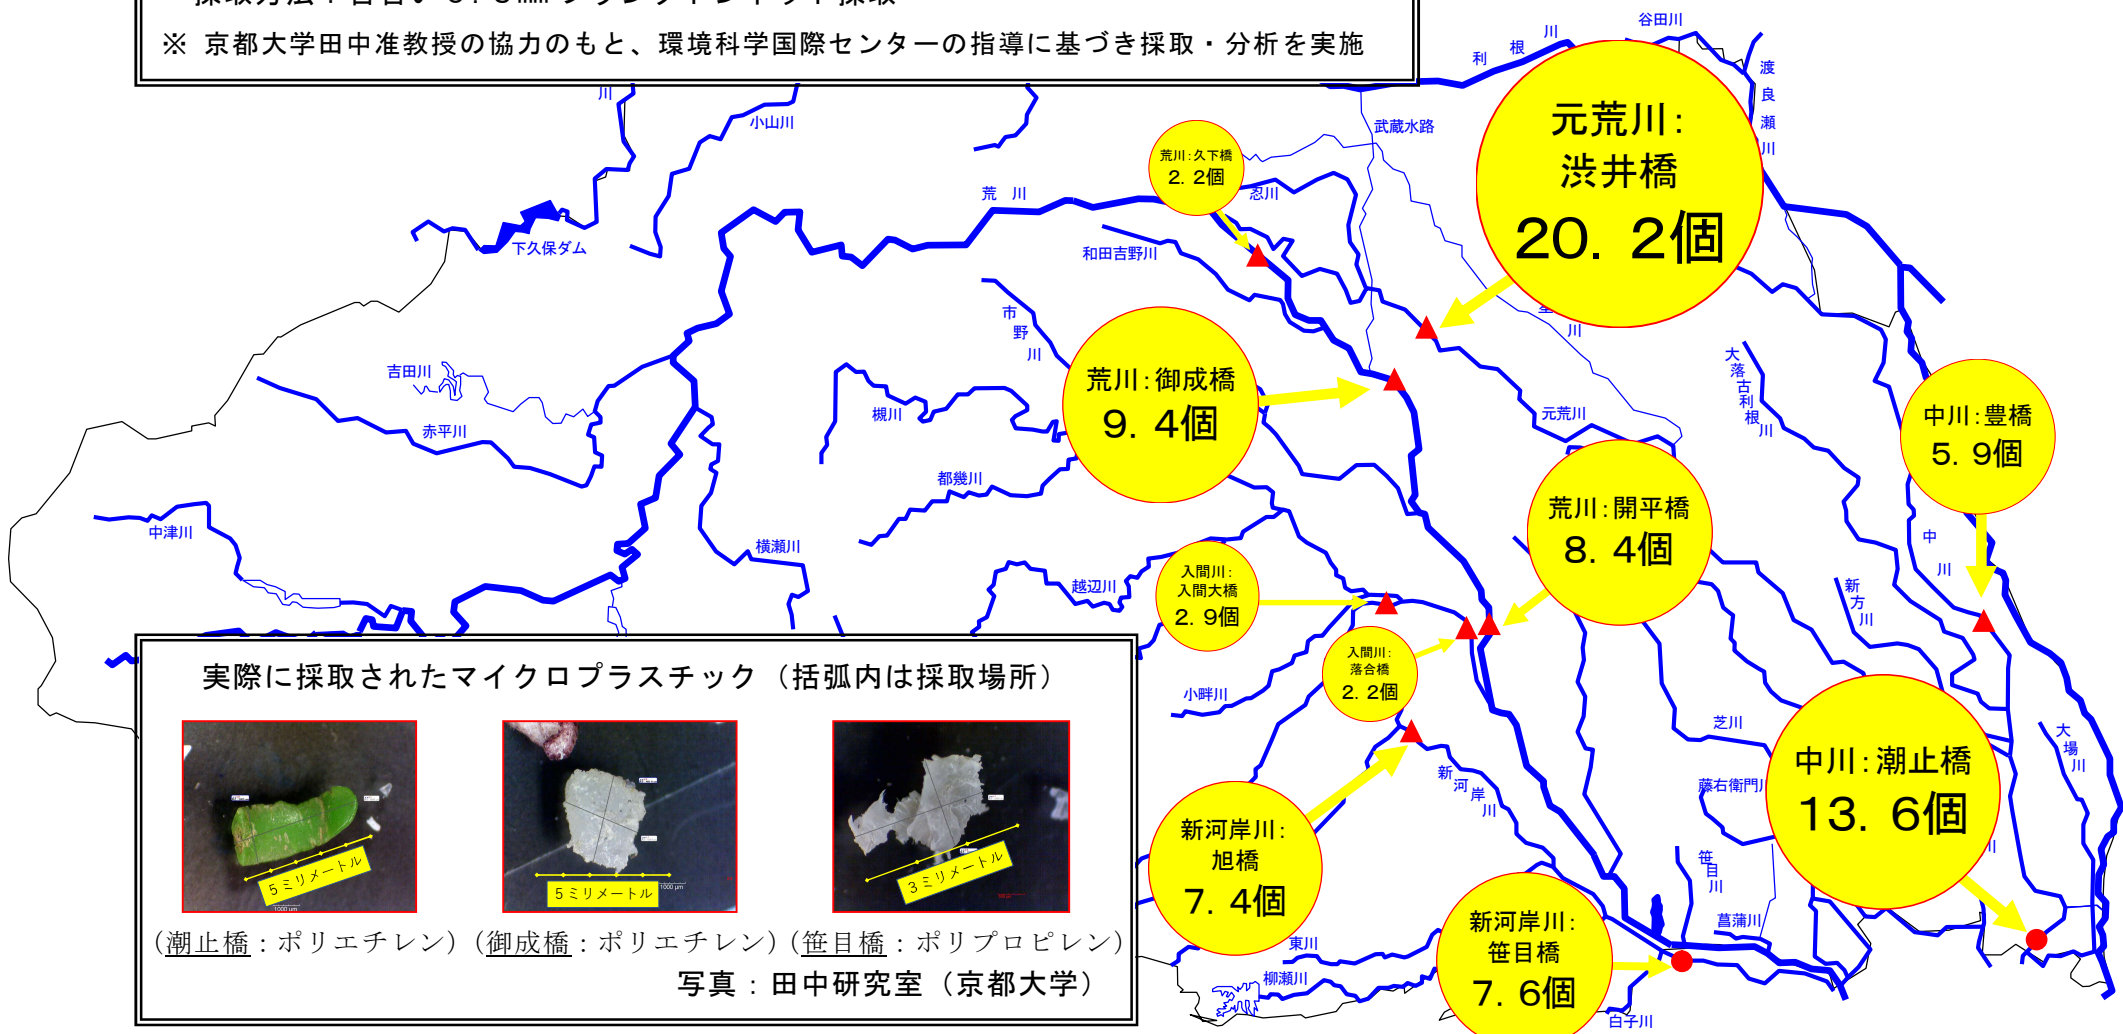 ※ 京都大学田中准教授の協力のもと、環境科学国際センターの指導に基づき採取・分析を実施
谷田川
利根川
渡良瀬川
川
小山川
武蔵水路
元荒川：
渋井橋
20．2個
荒川：久下橋
2．2個
忍川
荒川
下久保ダム
和田吉野川
市野川
川
荒川：御成橋
9．4個
大落古利根川
吉田川
槻川
赤平川
元荒川
中川：豊橋
5．9個
都幾川
荒川：開平橋
8．4個
中津川
横瀬川
中川
入間川：
入間大橋
2．9個
越辺川
新方川
入間川：
落合橋
2．2個
小畔川
芝川
大場川
中川：潮止橋
13．6個
新河岸川
藤右衛門川
川
新河岸川：
旭橋
7．4個
笹目川
菖蒲川
新河岸川：
笹目橋
7．6個
東川
柳瀬川
白子川
実際に採取されたマイクロプラスチック（括弧内は採取場所）
5ミリメートル
1000 um
5ミリメートル
1000 µm
3ミリメートル
（潮止橋：ポリエチレン）（御成橋：ポリエチレン）（笹目橋：ポリプロピレン）
写真：田中研究室（京都大学）